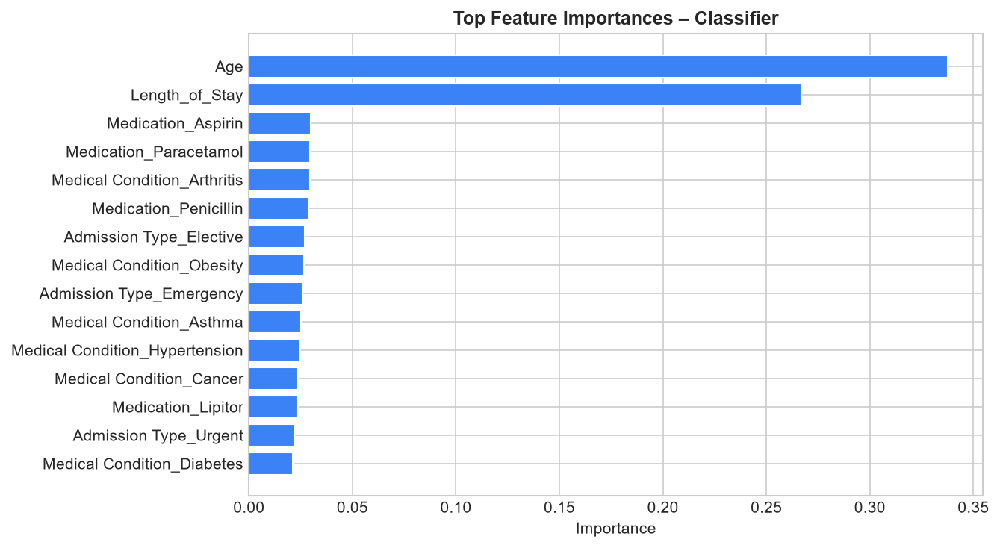 Top Feature Importances – Classifier
Age
Length_of_Stay
Medication_Aspirin
Medication_Paracetamol
Medical Condition_Arthritis
Medication_Penicillin
Admission Type_Elective
Medical Condition_Obesity
Admission Type_Emergency
Medical Condition_Asthma
Medical Condition_Hypertension
Medical Condition_Cancer
Medication_Lipitor
Admission Type_Urgent
Medical Condition_Diabetes
0.00 0.05 0.10 0.15 0.20 0.25 0.30 0.35
Importance